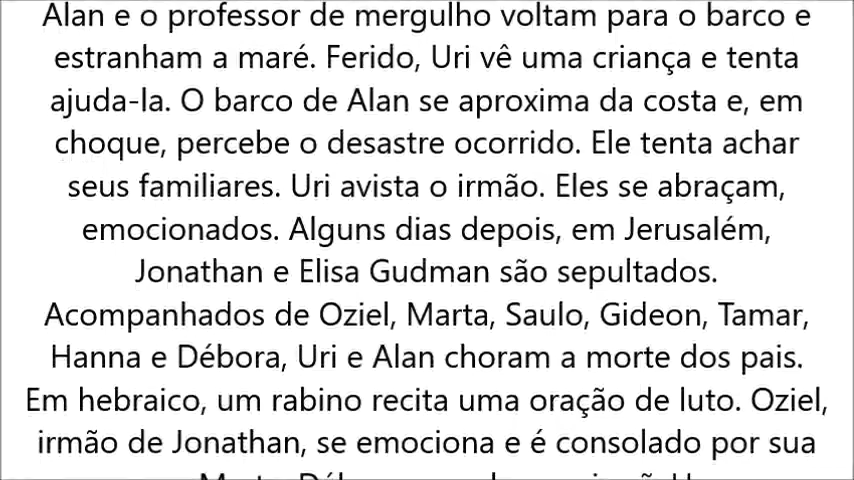 Alan e o professor de mergulho voltam para o barco e
estranham a maré. Ferido, Uri vê uma criança e tenta
ajuda-la. O barco de Alan se aproxima da costa e, em
choque, percebe o desastre ocorrido. Ele tenta achar
seus familiares. Uri avista o irmão. Eles se abraçam,
emocionados. Alguns dias depois, em Jerusalém,
Jonathan e Elisa Gudman são sepultados.
Acompanhados de Oziel, Marta, Saulo, Gideon, Tamar,
Hanna e Débora, Uri e Alan choram a morte dos pais.
Em hebraico, um rabino recita uma oração de luto. Oziel,
irmão de Jonathan, se emociona e é consolado por sua